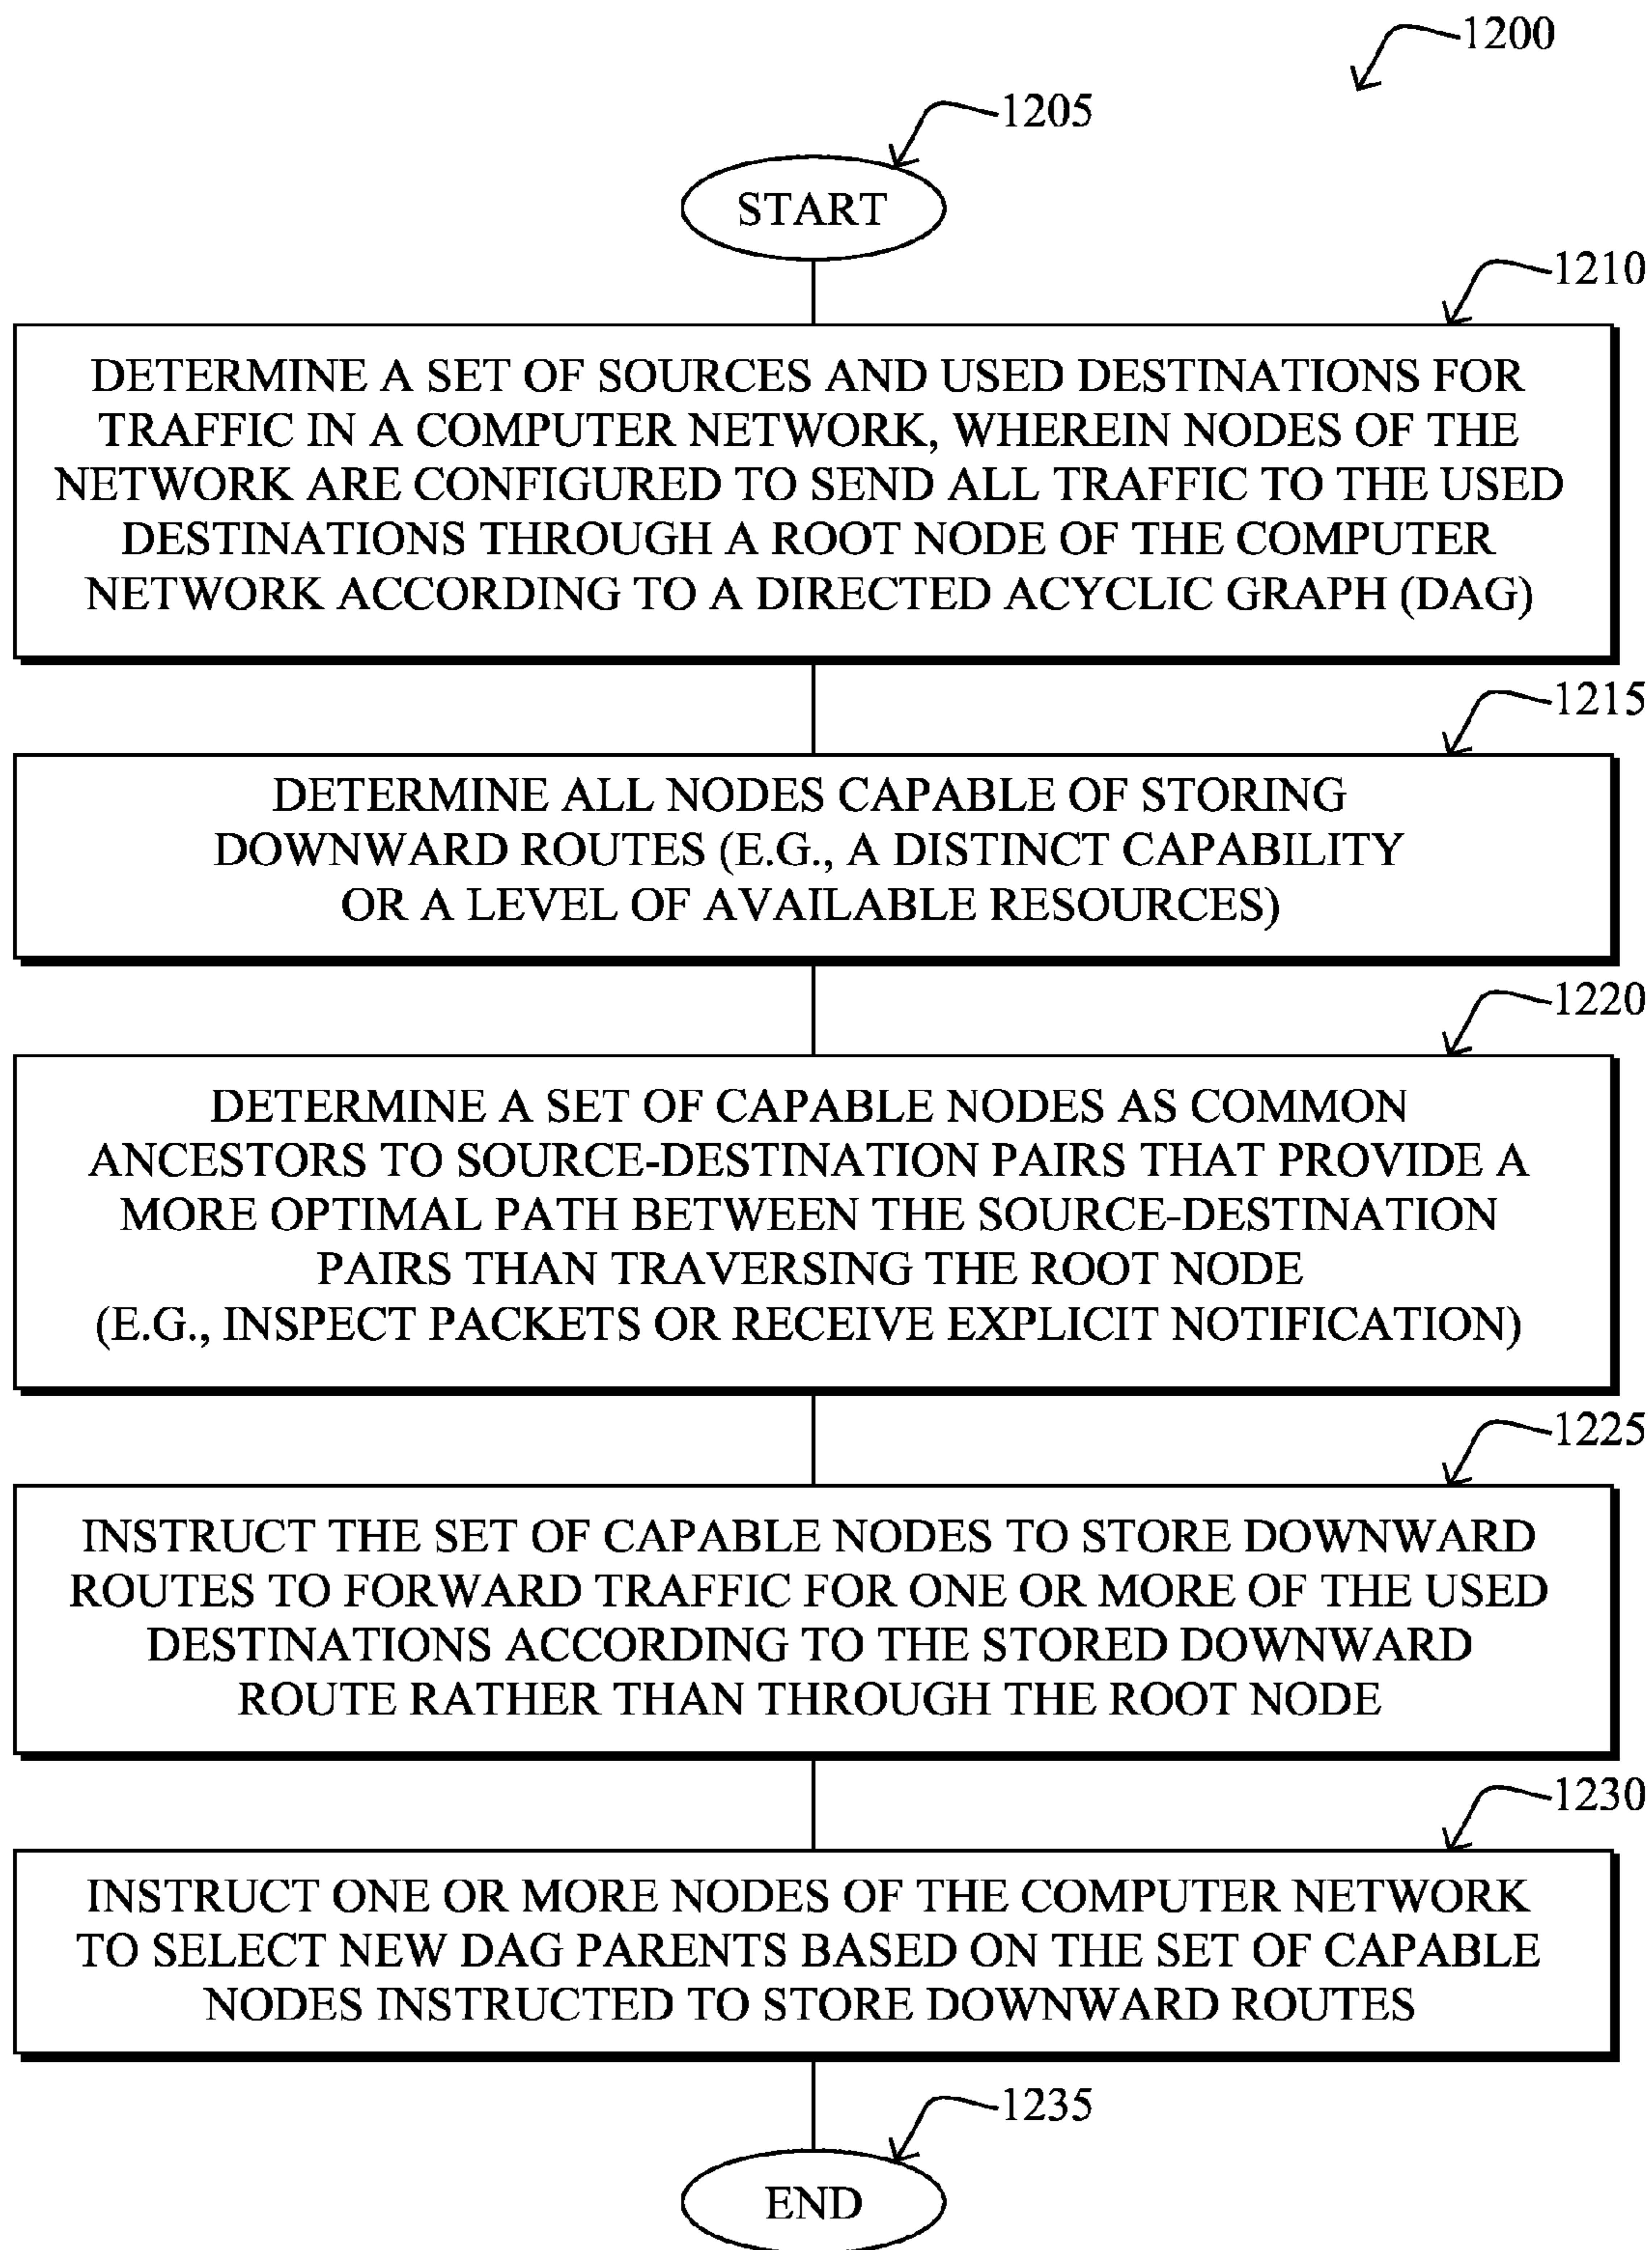 1200
1205
START
1210
DETERMINE A SET OF SOURCES AND USED DESTINATIONS FOR
TRAFFIC IN A COMPUTER NETWORK, WHEREIN NODES OF THE
NETWORK ARE CONFIGURED TO SEND ALL TRAFFIC TO THE USED
DESTINATIONS THROUGH A ROOT NODE OF THE COMPUTER
NETWORK ACCORDING TO A DIRECTED ACYCLIC GRAPH (DAG)
1215
DETERMINE ALL NODES CAPABLE OF STORING
DOWNWARD ROUTES (E.G., A DISTINCT CAPABILITY
OR A LEVEL OF AVAILABLE RESOURCES)
1220
DETERMINE A SET OF CAPABLE NODES AS COMMON
ANCESTORS TO SOURCE-DESTINATION PAIRS THAT PROVIDE A
MORE OPTIMAL PATH BETWEEN THE SOURCE-DESTINATION
PAIRS THAN TRAVERSING THE ROOT NODE
(E.G., INSPECT PACKETS OR RECEIVE EXPLICIT NOTIFICATION)
1225
INSTRUCT THE SET OF CAPABLE NODES TO STORE DOWNWARD
ROUTES TO FORWARD TRAFFIC FOR ONE OR MORE OF THE USED
DESTINATIONS ACCORDING TO THE STORED DOWNWARD
ROUTE RATHER THAN THROUGH THE ROOT NODE
1230
INSTRUCT ONE OR MORE NODES OF THE COMPUTER NETWORK
TO SELECT NEW DAG PARENTS BASED ON THE SET OF CAPABLE
NODES INSTRUCTED TO STORE DOWNWARD ROUTES
1235
END